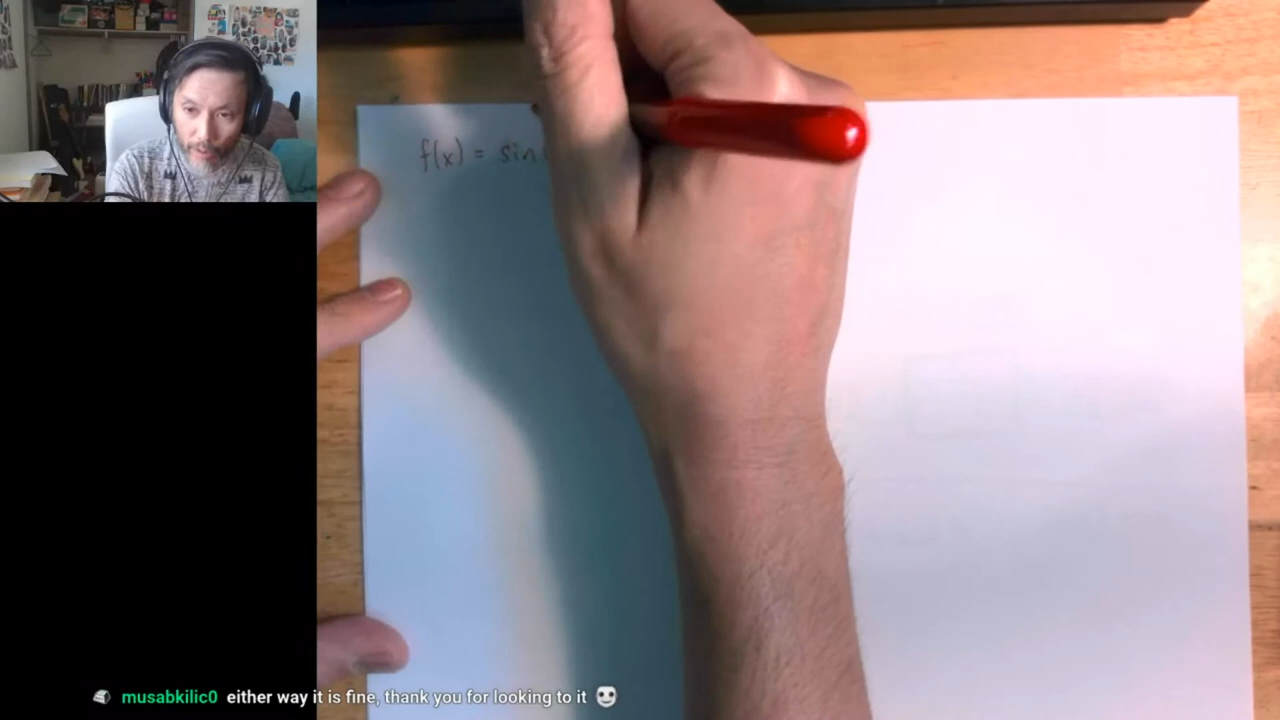 f(x) = sin
musabkilic0 either way it is fine, thank you for looking to it